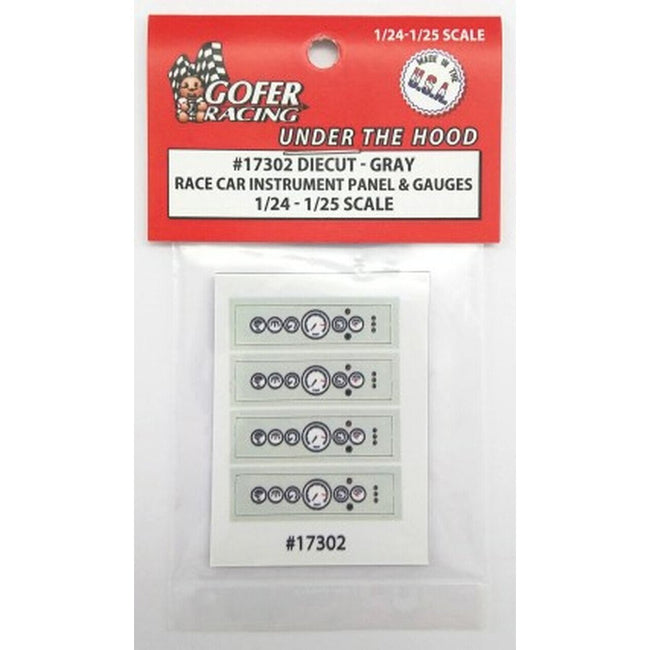 1/24-1/25 SCALE
MADE IN THE
U.S.A.
GOFER
RACING
UNDER THE HOOD
#17302 DIECUT - GRAY
RACE CAR INSTRUMENT PANEL & GAUGES
1/24 - 1/25 SCALE
#17302